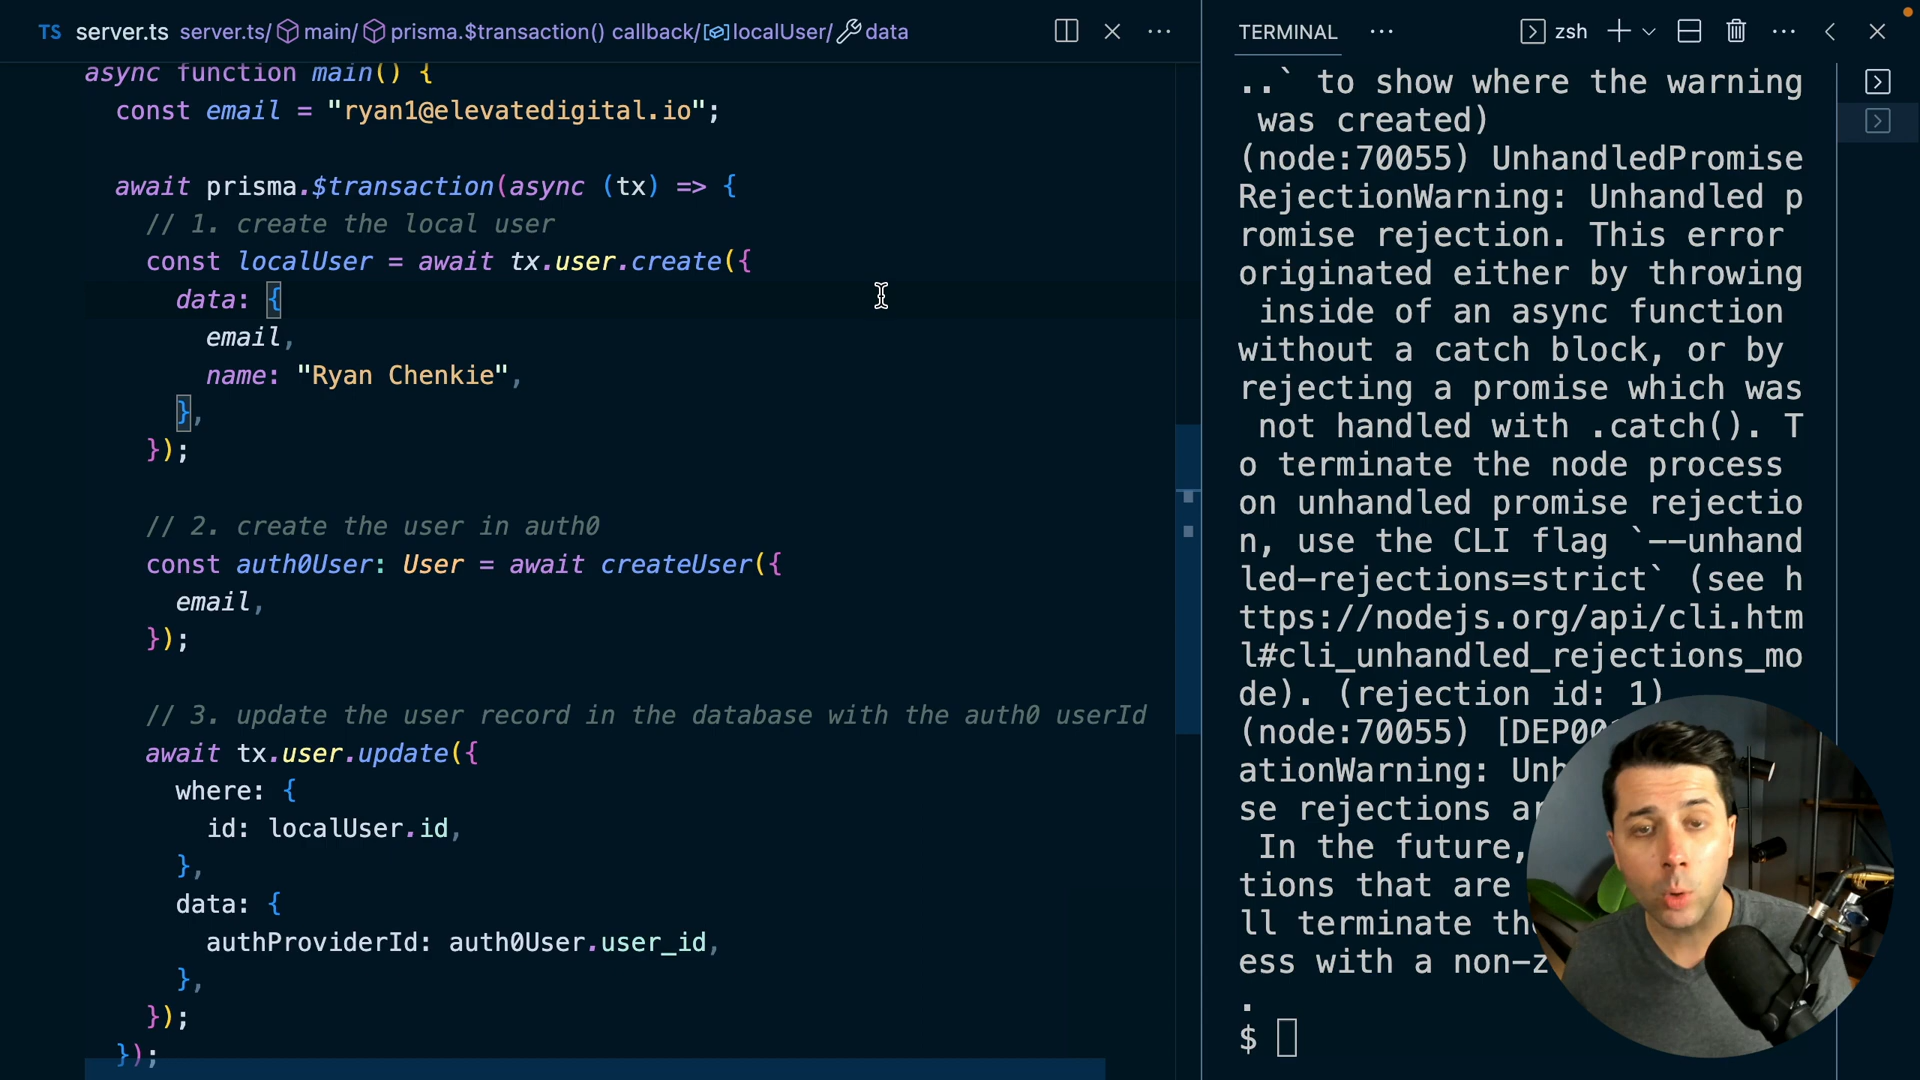 TS server.ts server.ts/ main/ prisma.$transaction() callback/ localUser/ data
async function main() {
const email = "ryan1@elevatedigital.io";
await prisma.$transaction(async (tx) => {
// 1. create the local user
const localUser = await tx.user.create({
data: {
email,
name: "Ryan Chenkie",
},
});
// 2. create the user in auth0
const auth0User: User = await createUser({
email,
});
// 3. update the user record in the database with the auth0 userId
await tx.user.update({
where: {
id: localUser.id,
},
data: {
authProviderId: auth0User.user_id,
},
});
});
TERMINAL
zsh
..` to show where the warning
was created)
(node:70055) UnhandledPromise
RejectionWarning: Unhandled p
romise rejection. This error
originated either by throwing
inside of an async function
without a catch block, or by
rejecting a promise which was
not handled with .catch(). T
o terminate the node process
on unhandled promise rejectio
n, use the CLI flag `--unhand
led-rejections=strict` (see h
ttps://nodejs.org/api/cli.htm
l#cli_unhandled_rejections_mo
de). (rejection id: 1)
(node:70055) [DEP00
ationWarning: Unh
se rejections ar
In the future,
tions that are
ll terminate th
ess with a non-z
.
$